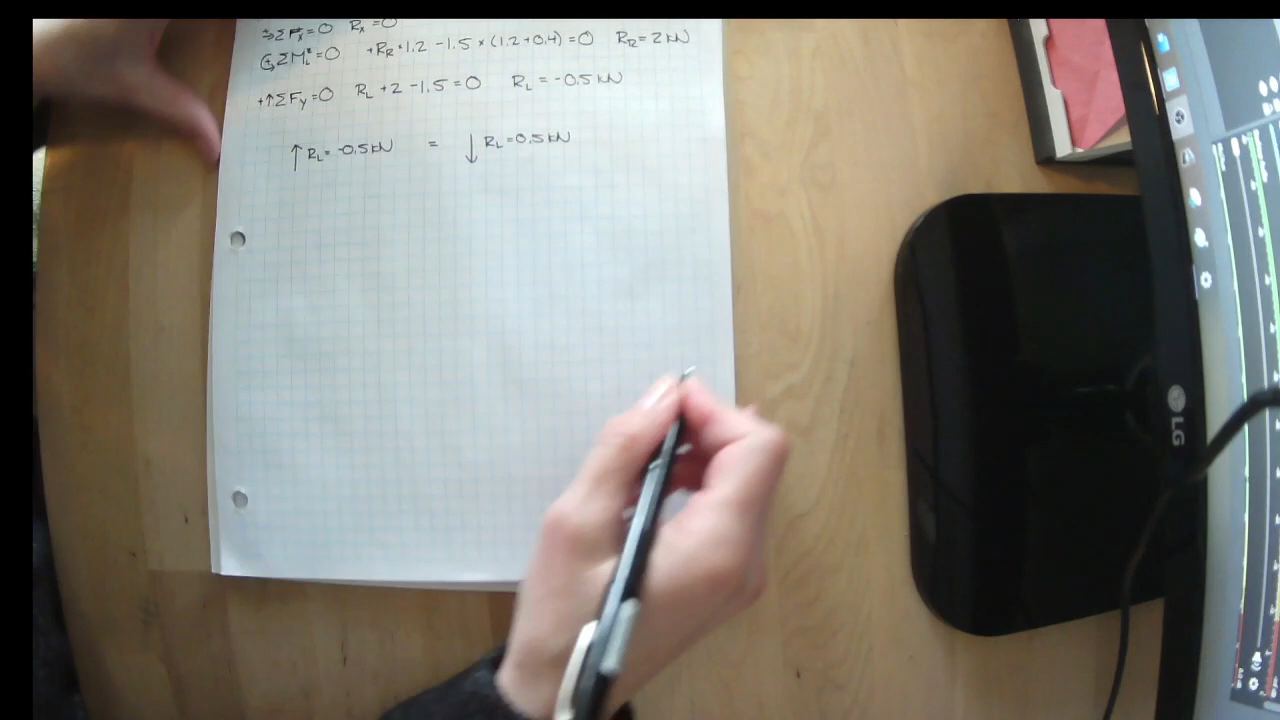 →ΣFx=0 Rx=0
ΣML=0 +RR·1.2 -1.5×(1.2+0.4)=0 RR=2kN
+↑ΣFy=0 RL+2-1.5=0 RL=-0.5kN
↑RL=-0.5kN = ↓RL=0.5kN
LG